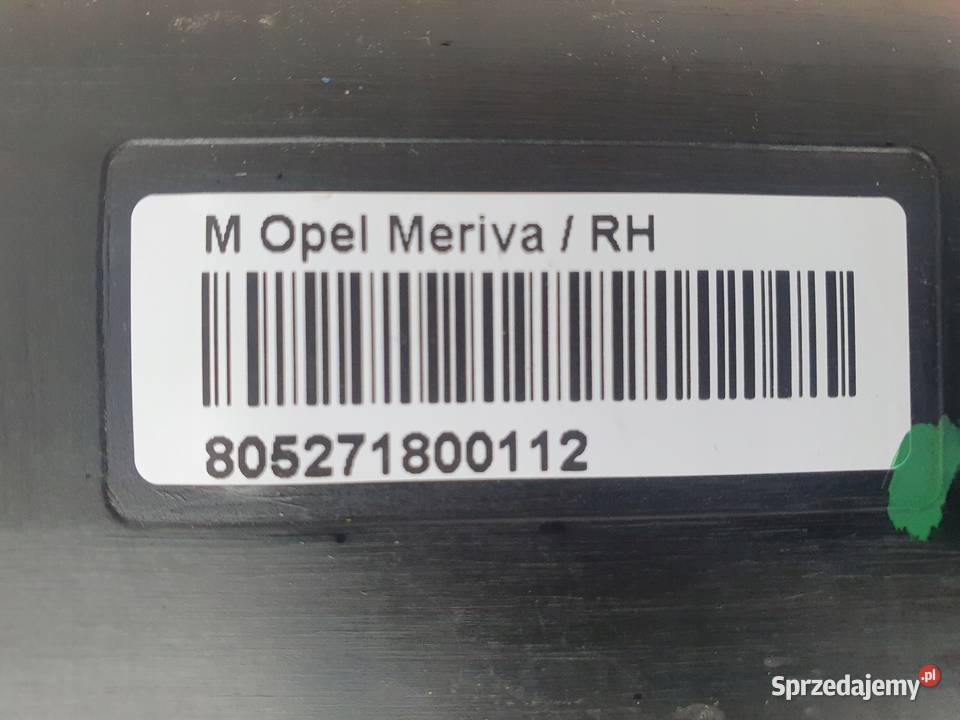 M Opel Meriva / RH
805271800112
Sprzedajemy.pl